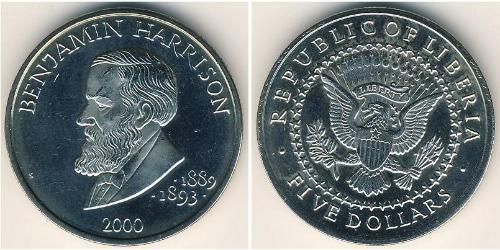 BENJAMIN HARRISON
· 1889
· 1893 ·
2000
S
REPUBLIC OF LIBERIA
LIBERTY
· FIVE DOLLARS ·